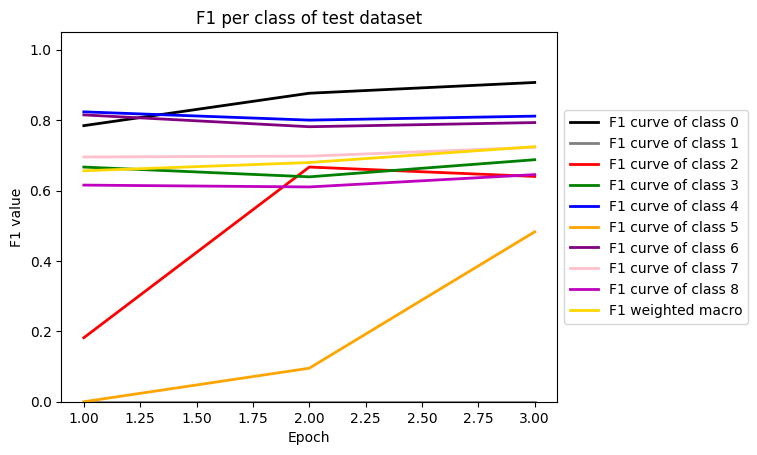 F1 per class of test dataset
1.0
0.8
0.6
0.4
0.2
0.0
F1 value
1.00 1.25 1.50 1.75 2.00 2.25 2.50 2.75 3.00
Epoch
F1 curve of class 0
F1 curve of class 1
F1 curve of class 2
F1 curve of class 3
F1 curve of class 4
F1 curve of class 5
F1 curve of class 6
F1 curve of class 7
F1 curve of class 8
F1 weighted macro